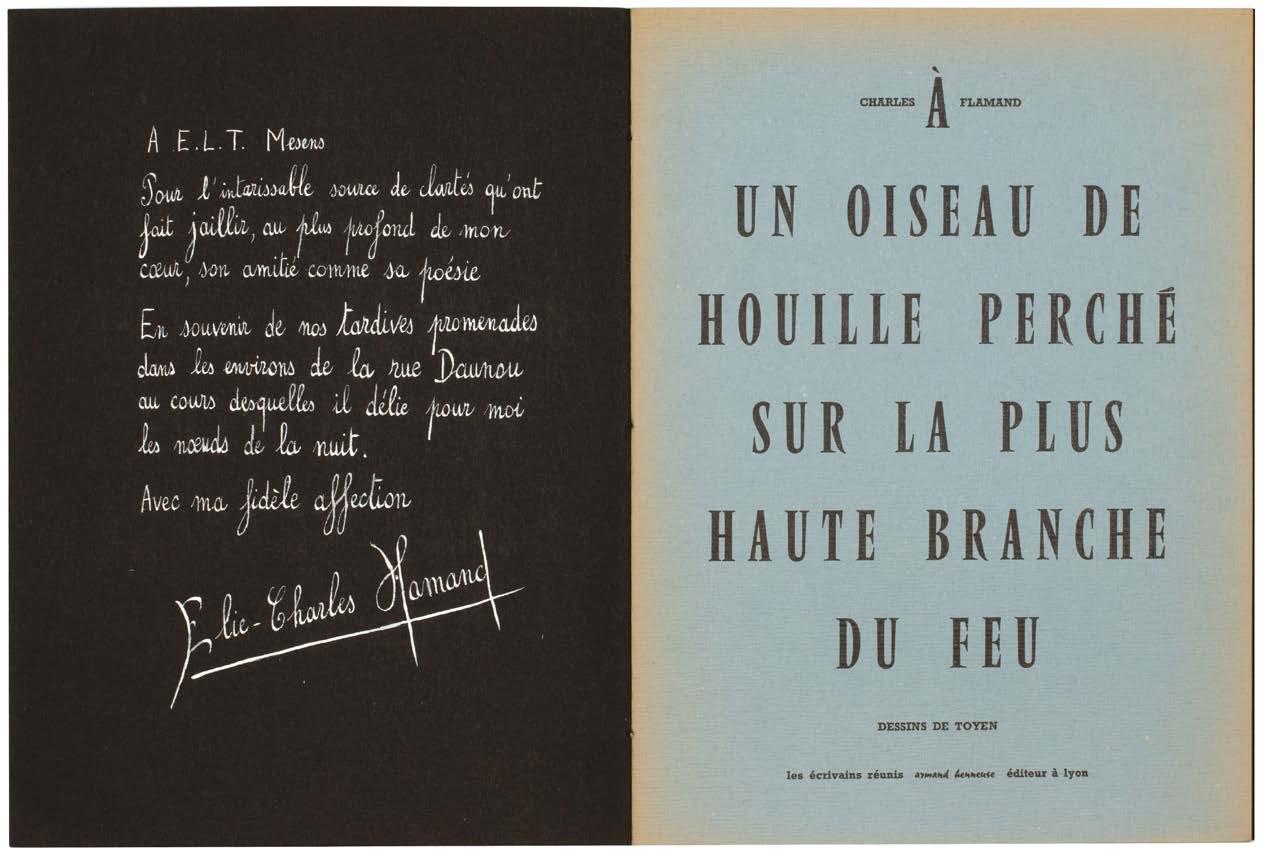 A E.L.T. Mesens
Pour l'intarissable source de clartés qu'ont
fait jaillir, au plus profond de mon
cœur, son amitié comme sa poésie
En souvenir de nos tardives promenades
dans les environs de la rue Daunou
au cours desquelles il délie pour moi
les nœuds de la nuit.
Avec ma fidèle affection
Elie-Charles Flamand
CHARLES À FLAMAND
UN OISEAU DE
HOUILLE PERCHÉ
SUR LA PLUS
HAUTE BRANCHE
DU FEU
DESSINS DE TOYEN
les écrivains réunis armand henneuse éditeur à lyon